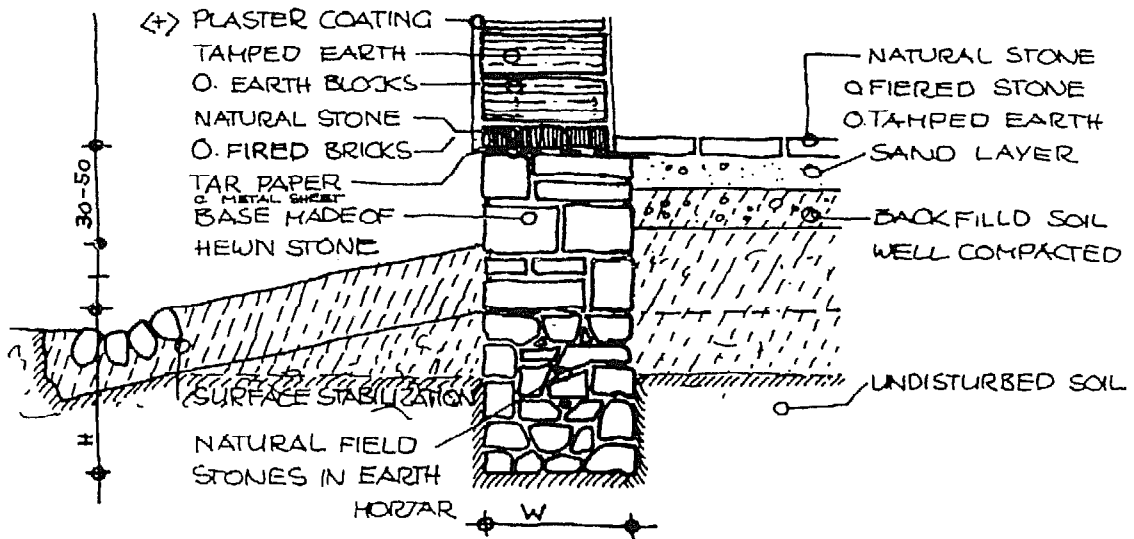 <+> PLASTER COATING
TAMPED EARTH
O. EARTH BLOCKS
NATURAL STONE
O. FIRED BRICKS
TAR PAPER
O METAL SHEET
BASE MADE OF
HEWN STONE
30-50
SURFACE STABILIZATION
H
NATURAL FIELD
STONES IN EARTH
HORTAR
W
NATURAL STONE
O FIERED STONE
O. TAMPED EARTH
SAND LAYER
BACKFILLD SOIL
WELL COMPACTED
UNDISTURBED SOIL